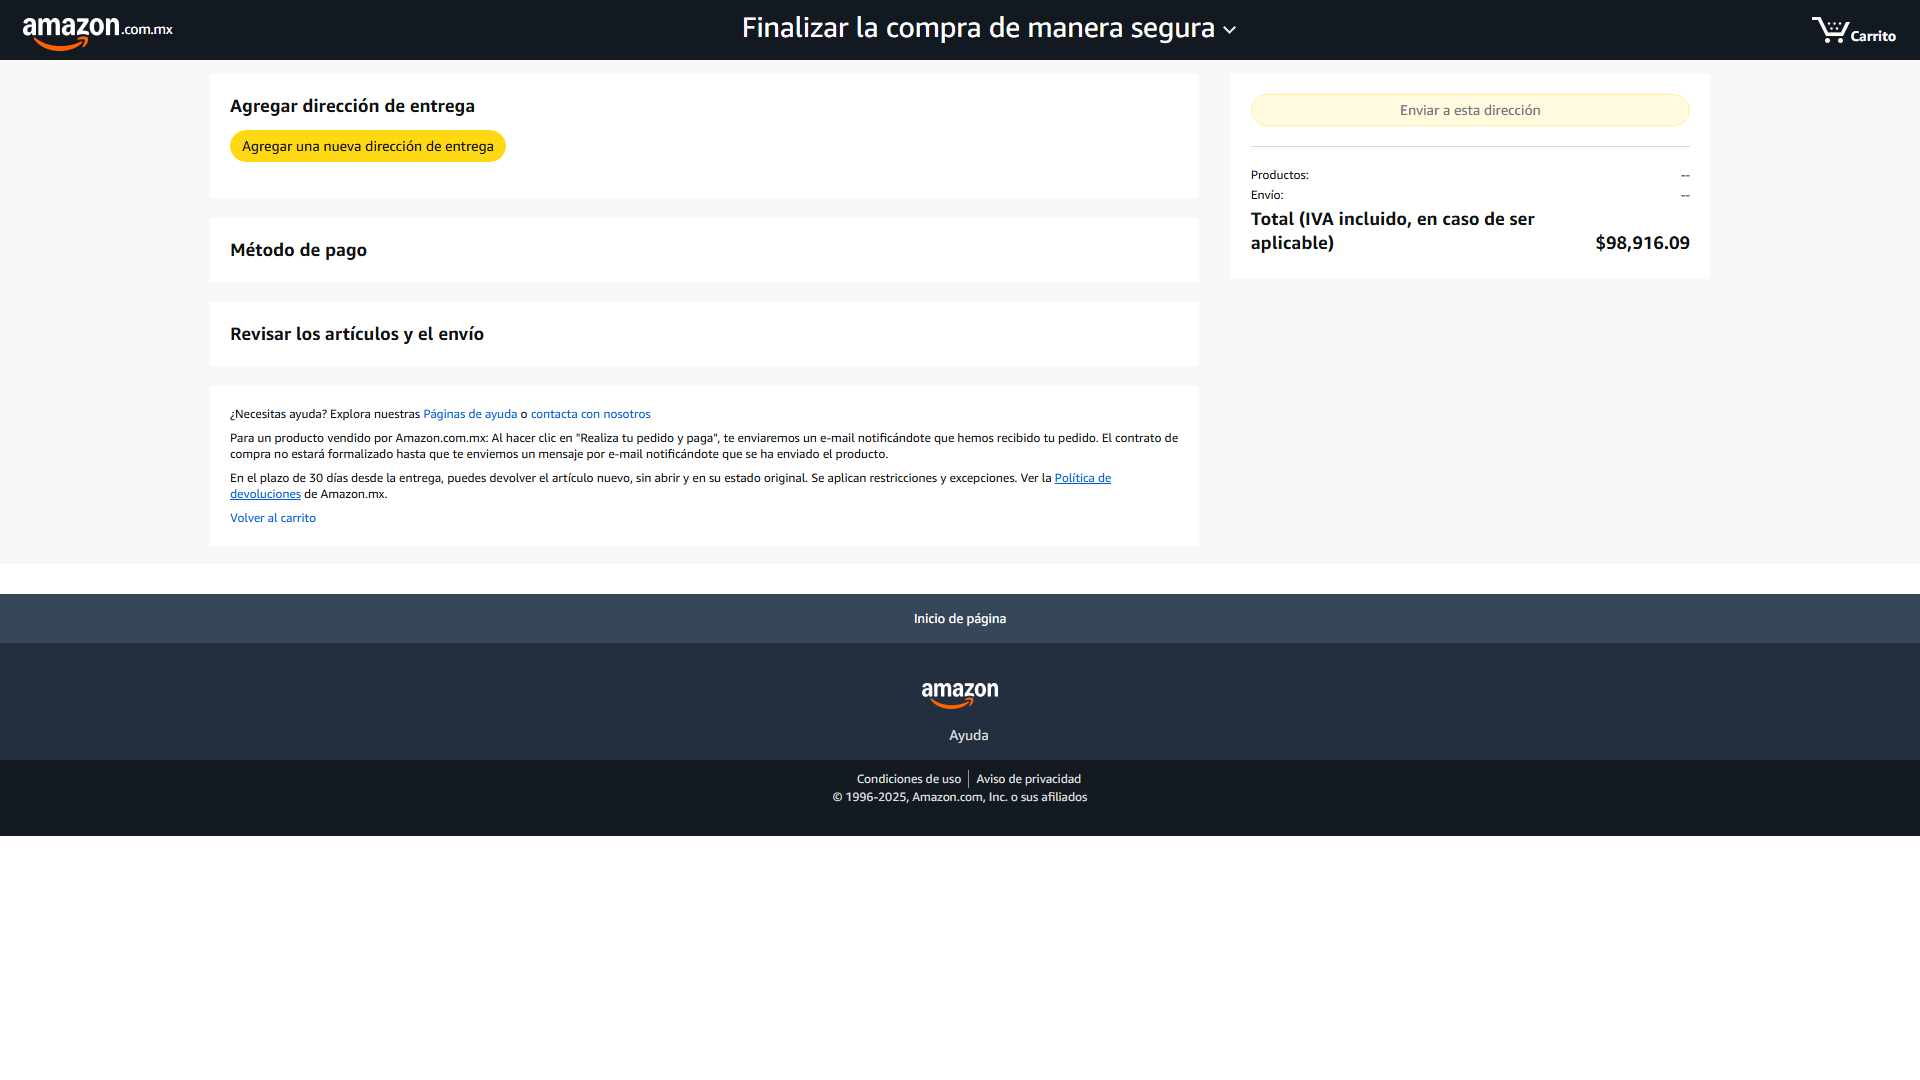 amazon.com.mx
Finalizar la compra de manera segura
Carrito
Agregar dirección de entrega
Agregar una nueva dirección de entrega
Método de pago
Revisar los artículos y el envío
¿Necesitas ayuda? Explora nuestras Páginas de ayuda o contacta con nosotros
Para un producto vendido por Amazon.com.mx: Al hacer clic en "Realiza tu pedido y paga", te enviaremos un e-mail notificándote que hemos recibido tu pedido. El contrato de
compra no estará formalizado hasta que te enviemos un mensaje por e-mail notificándote que se ha enviado el producto.
En el plazo de 30 días desde la entrega, puedes devolver el artículo nuevo, sin abrir y en su estado original. Se aplican restricciones y excepciones. Ver la Política de
devoluciones de Amazon.mx.
Volver al carrito
Enviar a esta dirección
Productos: --
Envío: --
Total (IVA incluido, en caso de ser
aplicable) $98,916.09
Inicio de página
amazon
Ayuda
Condiciones de uso | Aviso de privacidad
© 1996-2025, Amazon.com, Inc. o sus afiliados